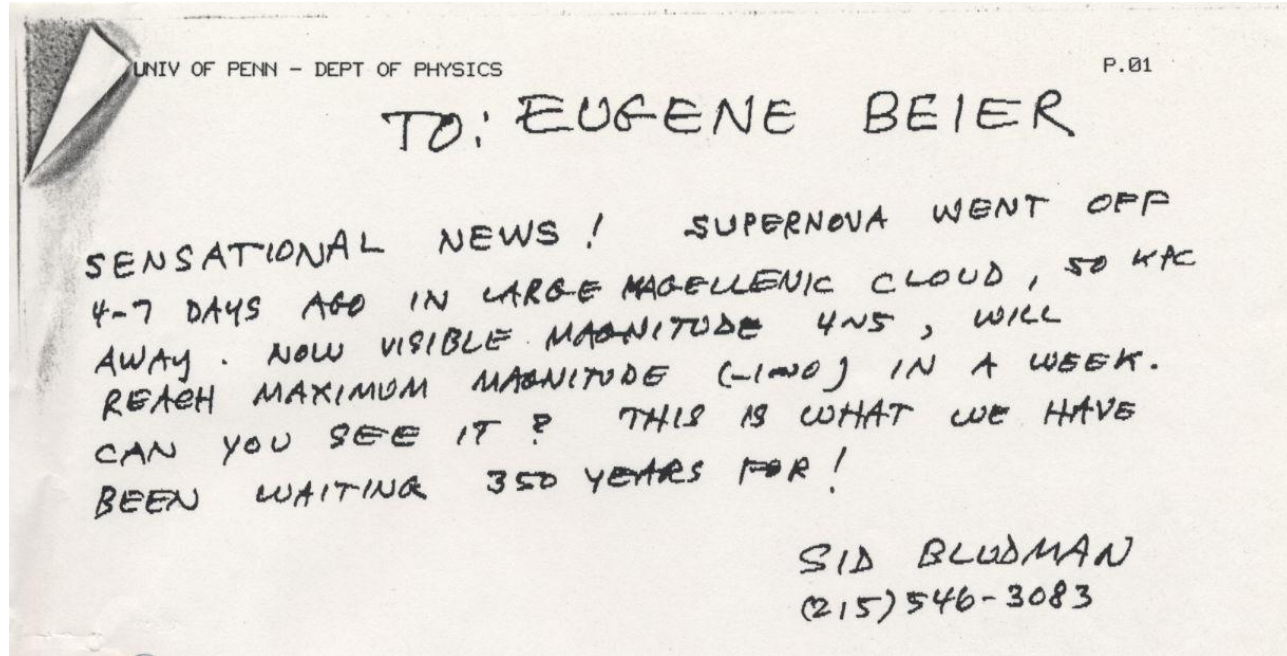 UNIV OF PENN - DEPT OF PHYSICS P.01
TO: EUGENE BEIER
SENSATIONAL NEWS! SUPERNOVA WENT OFF
4-7 DAYS AGO IN LARGE MAGELLENIC CLOUD, 50 KPC
AWAY. NOW VISIBLE MAGNITUDE 4~5, WILL
REACH MAXIMUM MAGNITUDE (-1~0) IN A WEEK.
CAN YOU SEE IT? THIS IS WHAT WE HAVE
BEEN WAITING 350 YEARS FOR!
SID BLUDMAN
(215)546-3083